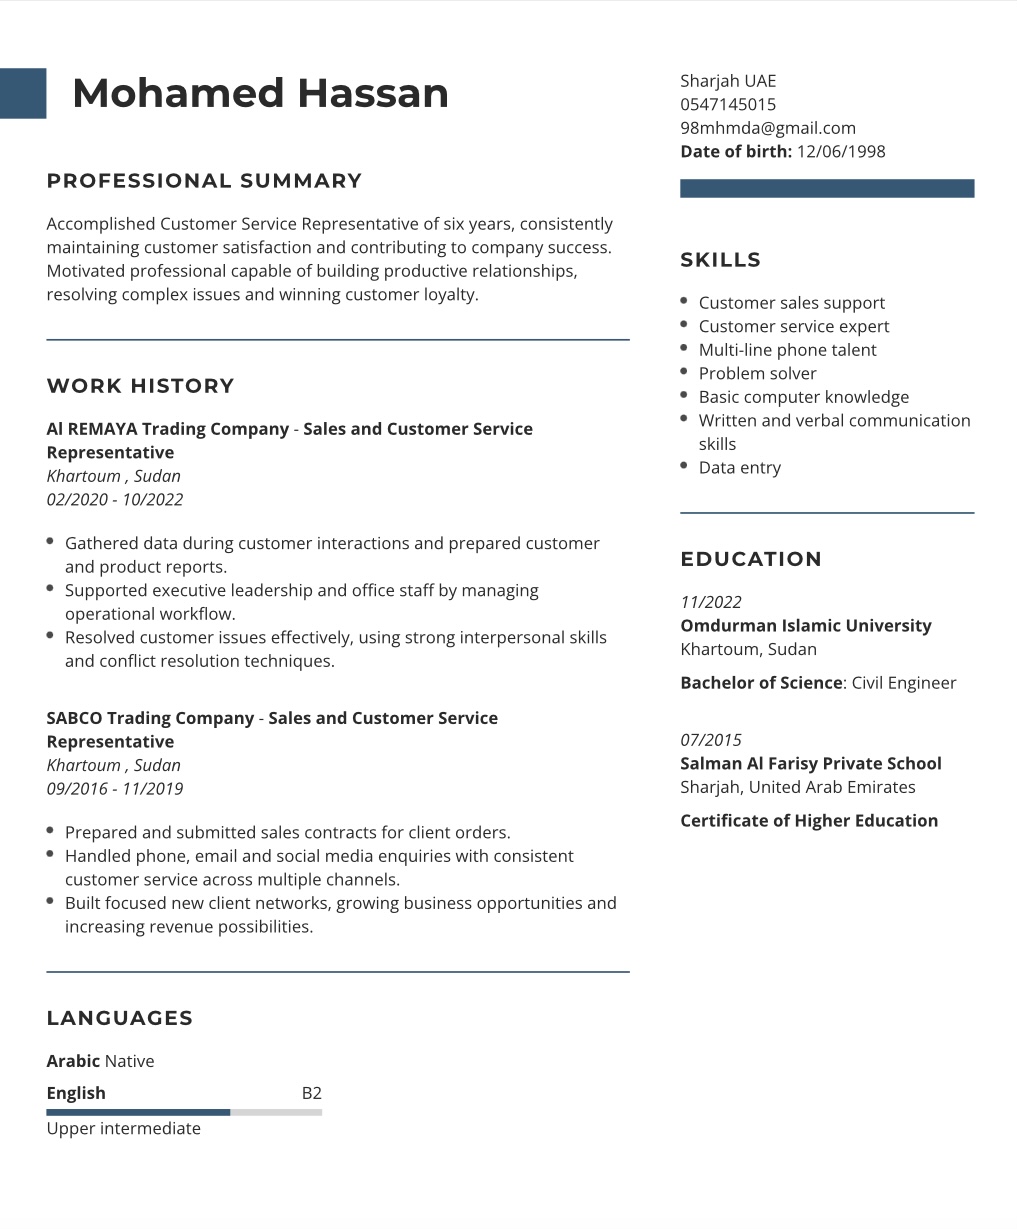 Mohamed Hassan
PROFESSIONAL SUMMARY
Accomplished Customer Service Representative of six years, consistently
maintaining customer satisfaction and contributing to company success.
Motivated professional capable of building productive relationships,
resolving complex issues and winning customer loyalty.
WORK HISTORY
Al REMAYA Trading Company - Sales and Customer Service
Representative
Khartoum , Sudan
02/2020 - 10/2022
• Gathered data during customer interactions and prepared customer
and product reports.
• Supported executive leadership and office staff by managing
operational workflow.
• Resolved customer issues effectively, using strong interpersonal skills
and conflict resolution techniques.
SABCO Trading Company - Sales and Customer Service
Representative
Khartoum , Sudan
09/2016 - 11/2019
• Prepared and submitted sales contracts for client orders.
• Handled phone, email and social media enquiries with consistent
customer service across multiple channels.
• Built focused new client networks, growing business opportunities and
increasing revenue possibilities.
LANGUAGES
Arabic Native
English B2
Upper intermediate
Sharjah UAE
0547145015
98mhmda@gmail.com
Date of birth: 12/06/1998
SKILLS
• Customer sales support
• Customer service expert
• Multi-line phone talent
• Problem solver
• Basic computer knowledge
• Written and verbal communication
skills
• Data entry
EDUCATION
11/2022
Omdurman Islamic University
Khartoum, Sudan
Bachelor of Science: Civil Engineer
07/2015
Salman Al Farisy Private School
Sharjah, United Arab Emirates
Certificate of Higher Education